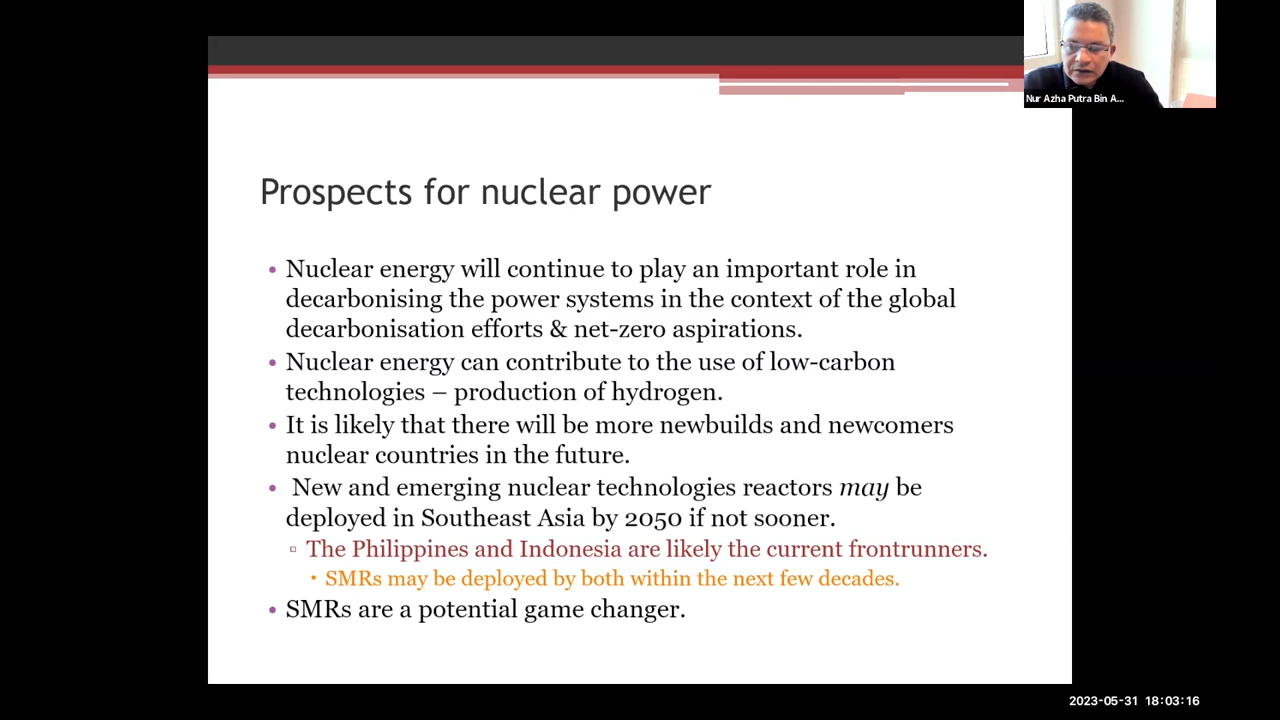 Nur Azha Putra Bin A...
Prospects for nuclear power
• Nuclear energy will continue to play an important role in
decarbonising the power systems in the context of the global
decarbonisation efforts & net-zero aspirations.
• Nuclear energy can contribute to the use of low-carbon
technologies – production of hydrogen.
• It is likely that there will be more newbuilds and newcomers
nuclear countries in the future.
• New and emerging nuclear technologies reactors may be
deployed in Southeast Asia by 2050 if not sooner.
▫ The Philippines and Indonesia are likely the current frontrunners.
• SMRs may be deployed by both within the next few decades.
• SMRs are a potential game changer.
2023-05-31 18:03:16